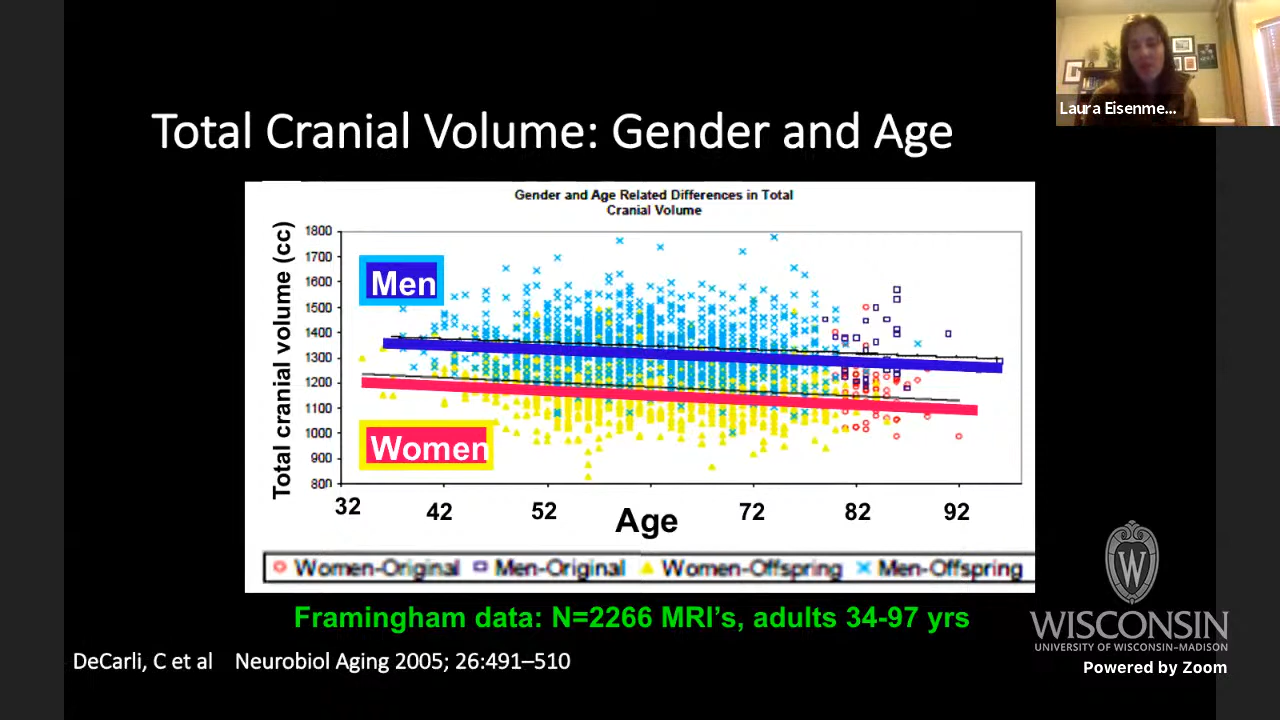 Laura Eisenme...
Total Cranial Volume: Gender and Age
Gender and Age Related Differences in Total
Cranial Volume
Total cranial volume (cc)
1800
1700
1600
1500
1400
1300
1200
1100
1000
900
800
Men
Women
32
42
52
Age
72
82
92
Women-Original
Men-Original
Women-Offspring
Men-Offspring
Framingham data: N=2266 MRI's, adults 34-97 yrs
DeCarli, C et al Neurobiol Aging 2005; 26:491–510
W
WISCONSIN
UNIVERSITY OF WISCONSIN–MADISON
Powered by Zoom